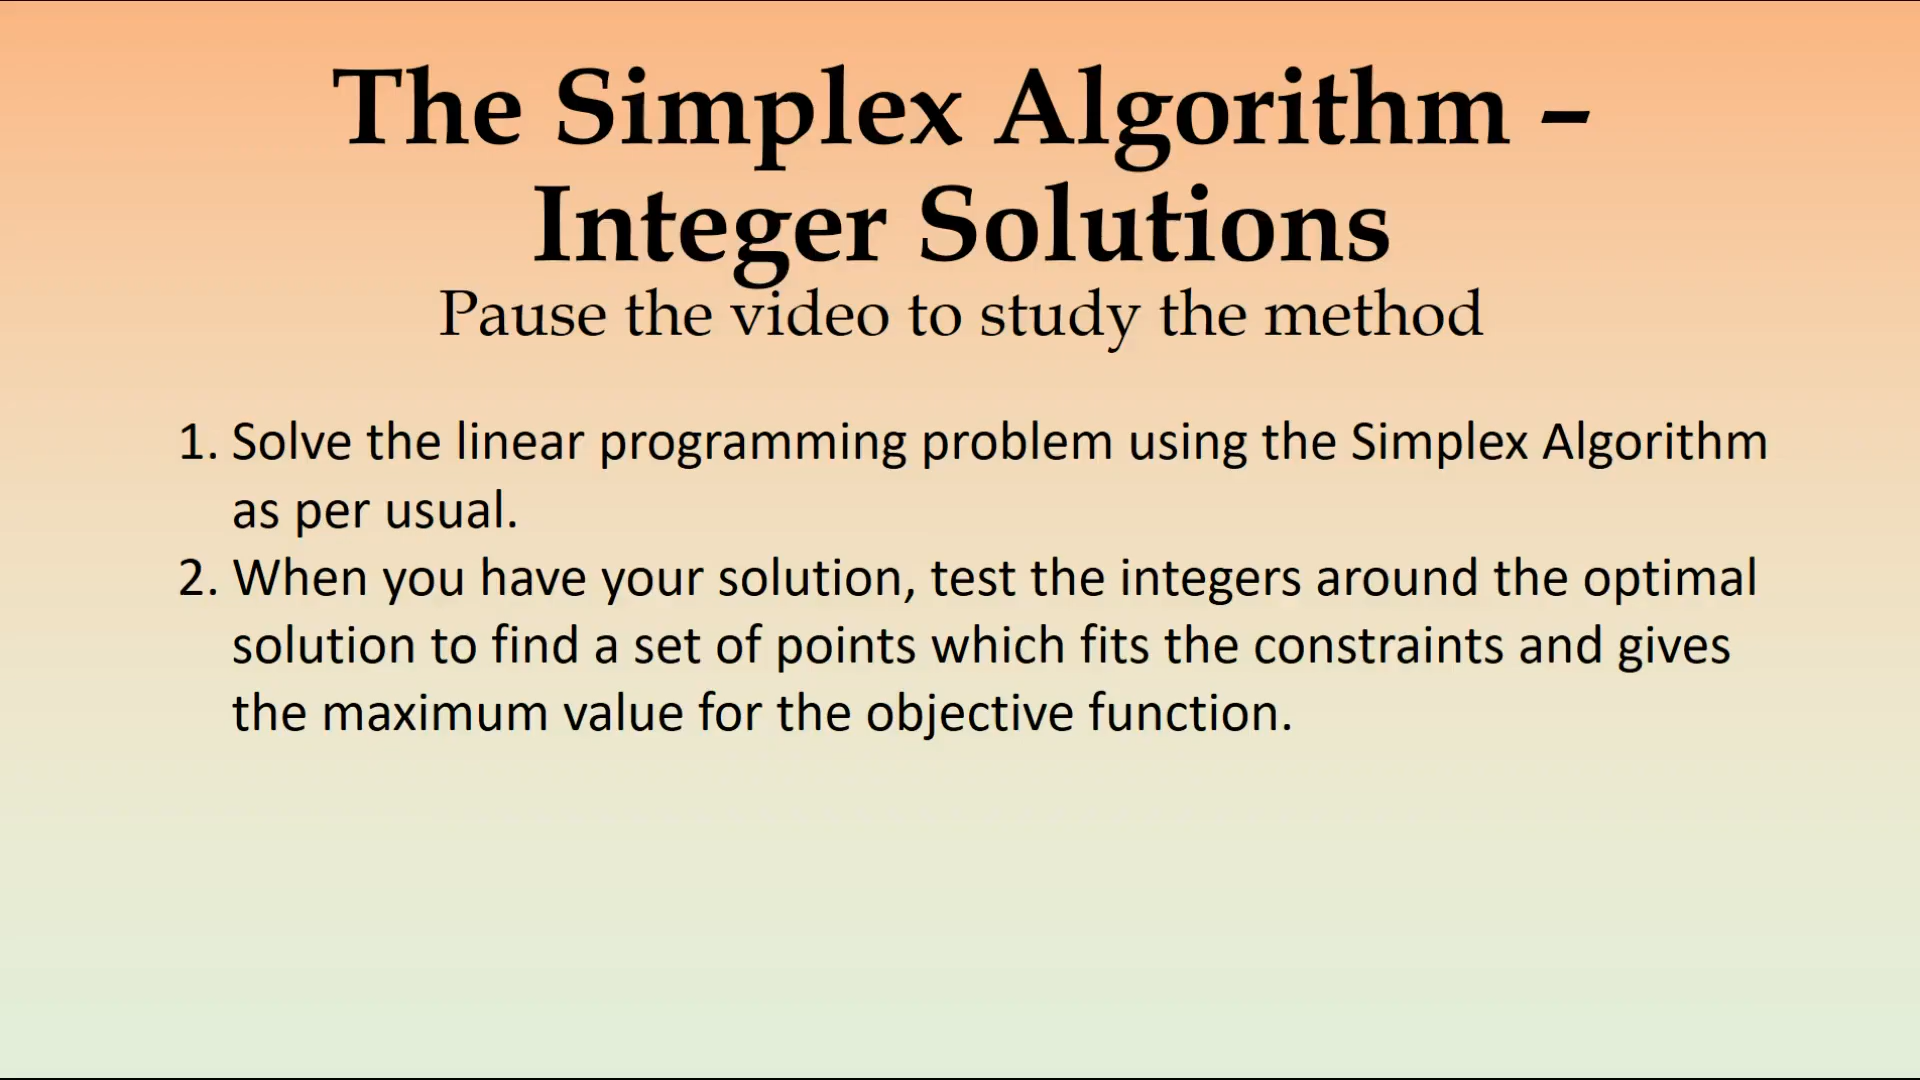 The Simplex Algorithm –
Integer Solutions
Pause the video to study the method
1. Solve the linear programming problem using the Simplex Algorithm
as per usual.
2. When you have your solution, test the integers around the optimal
solution to find a set of points which fits the constraints and gives
the maximum value for the objective function.